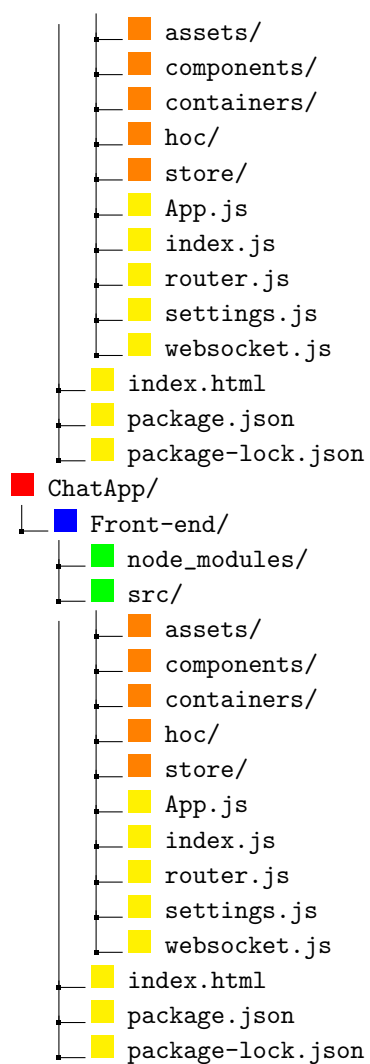 assets/
components/
containers/
hoc/
store/
App.js
index.js
router.js
settings.js
websocket.js
index.html
package.json
package-lock.json
ChatApp/
Front-end/
node_modules/
src/
assets/
components/
containers/
hoc/
store/
App.js
index.js
router.js
settings.js
websocket.js
index.html
package.json
package-lock.json